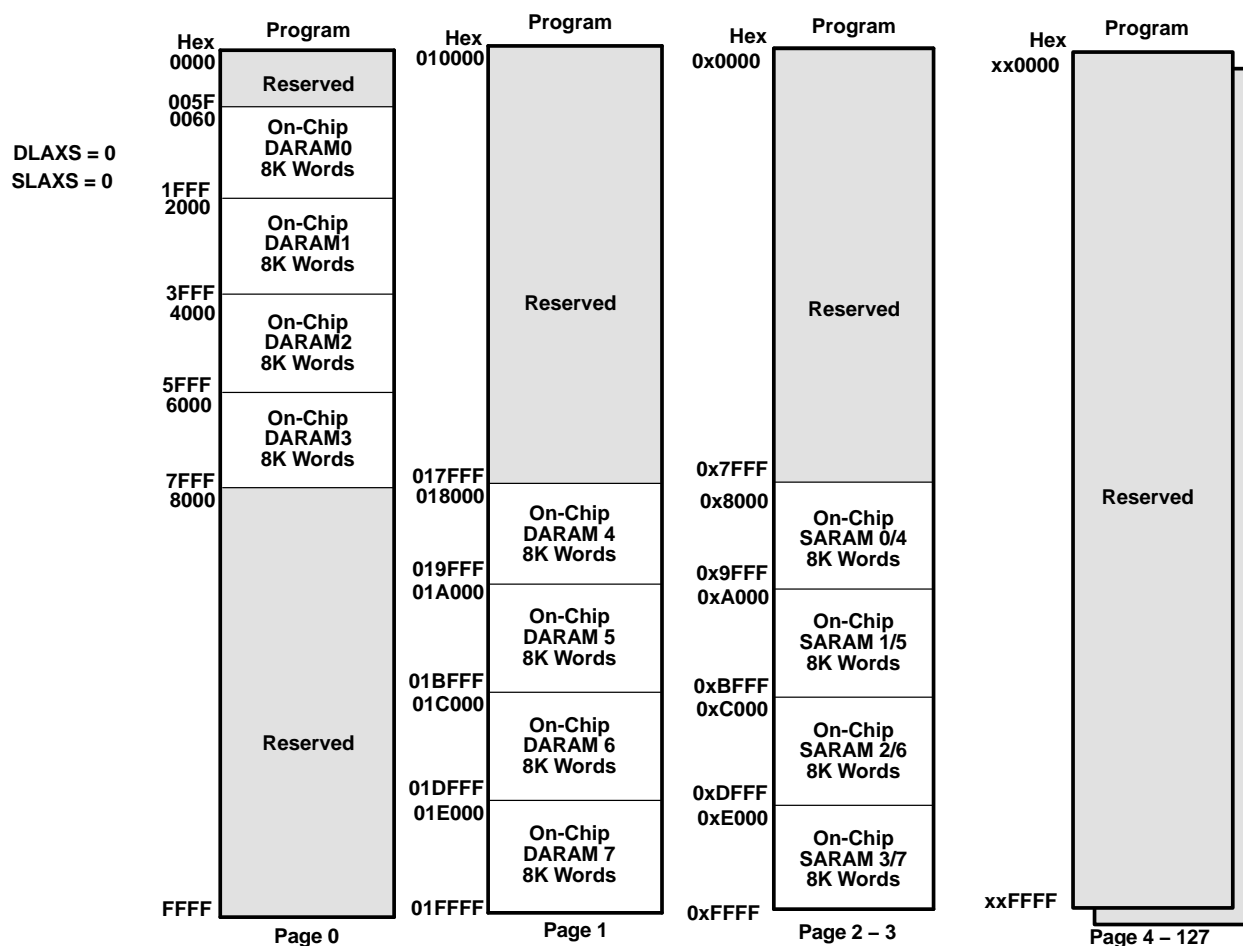 DLAXS = 0
SLAXS = 0
Hex
Program
0000
Reserved
005F
0060
On-Chip
DARAM0
8K Words
1FFF
2000
On-Chip
DARAM1
8K Words
3FFF
4000
On-Chip
DARAM2
8K Words
5FFF
6000
On-Chip
DARAM3
8K Words
7FFF
8000
Reserved
FFFF
Page 0
Hex
Program
010000
Reserved
017FFF
018000
On-Chip
DARAM 4
8K Words
019FFF
01A000
On-Chip
DARAM 5
8K Words
01BFFF
01C000
On-Chip
DARAM 6
8K Words
01DFFF
01E000
On-Chip
DARAM 7
8K Words
01FFFF
Page 1
Hex
Program
0x0000
Reserved
0x7FFF
0x8000
On-Chip
SARAM 0/4
8K Words
0x9FFF
0xA000
On-Chip
SARAM 1/5
8K Words
0xBFFF
0xC000
On-Chip
SARAM 2/6
8K Words
0xDFFF
0xE000
On-Chip
SARAM 3/7
8K Words
0xFFFF
Page 2 – 3
Hex
Program
xx0000
Reserved
xxFFFF
Page 4 – 127